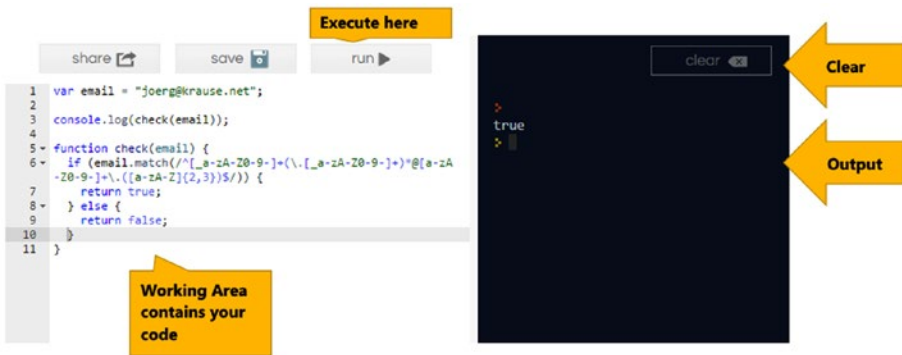 Execute here
share
save
run
clear
Clear
1 var email = "joerg@krause.net";
2
3 console.log(check(email));
4
5 function check(email) {
6 if (email.match(/^[_a-zA-Z0-9-]+(\.[_a-zA-Z0-9-]+)*@[a-zA
-Z0-9-]+\.([a-zA-Z]{2,3})$/)) {
7 return true;
8 } else {
9 return false;
10 }
11 }
>
true
>
Output
Working Area
contains your
code